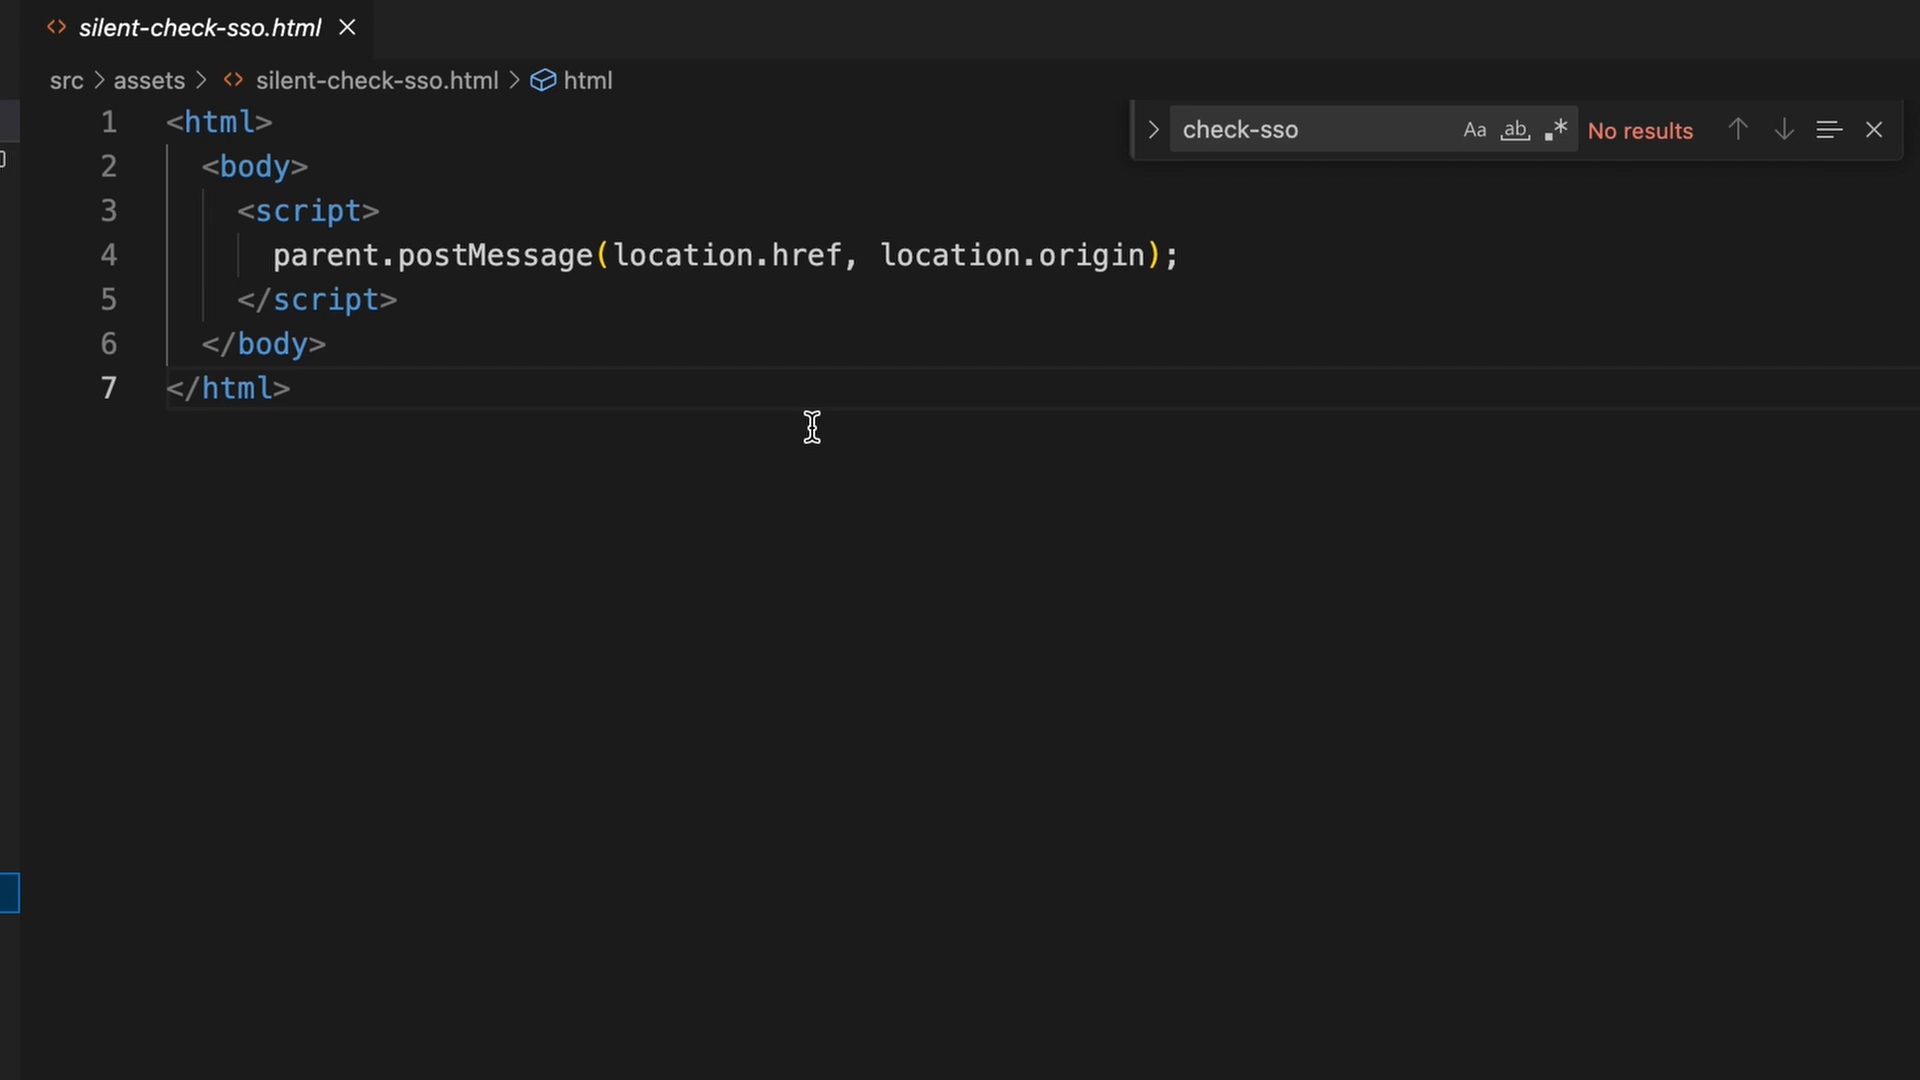 silent-check-sso.html
src > assets > silent-check-sso.html > html
check-sso Aa ab .* No results
1 <html>
2 <body>
3 <script>
4 parent.postMessage(location.href, location.origin);
5 </script>
6 </body>
7 </html>